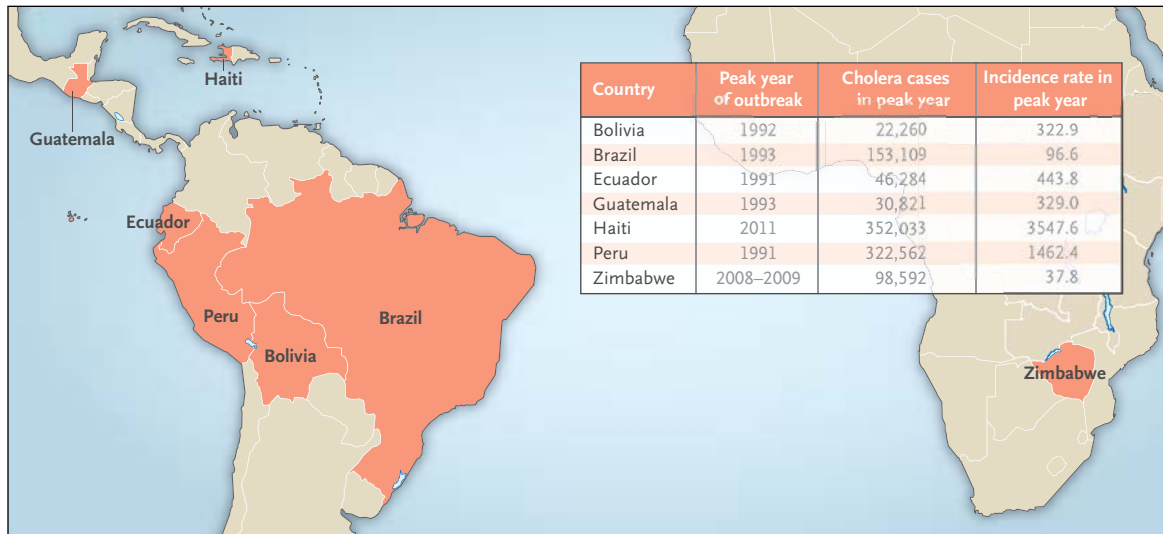 Haiti
Guatemala
Ecuador
Peru
Bolivia
Brazil
Zimbabwe
Country Peak year of outbreak Cholera cases in peak year Incidence rate in peak year
Bolivia 1992 22,260 322.9
Brazil 1993 153,109 96.6
Ecuador 1991 46,284 443.8
Guatemala 1993 30,821 329.0
Haiti 2011 352,033 3547.6
Peru 1991 322,562 1462.4
Zimbabwe 2008–2009 98,592 37.8